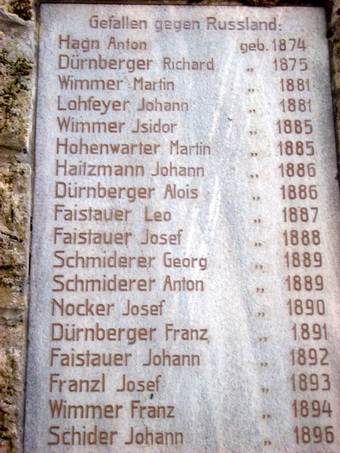 Gefallen gegen Russland:
Hagn Anton geb. 1874
Dürnberger Richard „ 1875
Wimmer Martin „ 1881
Lohfeyer Johann „ 1881
Wimmer Jsidor „ 1885
Hohenwarter Martin „ 1885
Haitzmann Johann „ 1886
Dürnberger Alois „ 1886
Faistauer Leo „ 1887
Faistauer Josef „ 1888
Schmiderer Georg „ 1889
Schmiderer Anton „ 1889
Nocker Josef „ 1890
Dürnberger Franz „ 1891
Faistauer Johann „ 1892
Franzl Josef „ 1893
Wimmer Franz „ 1894
Schider Johann „ 1896